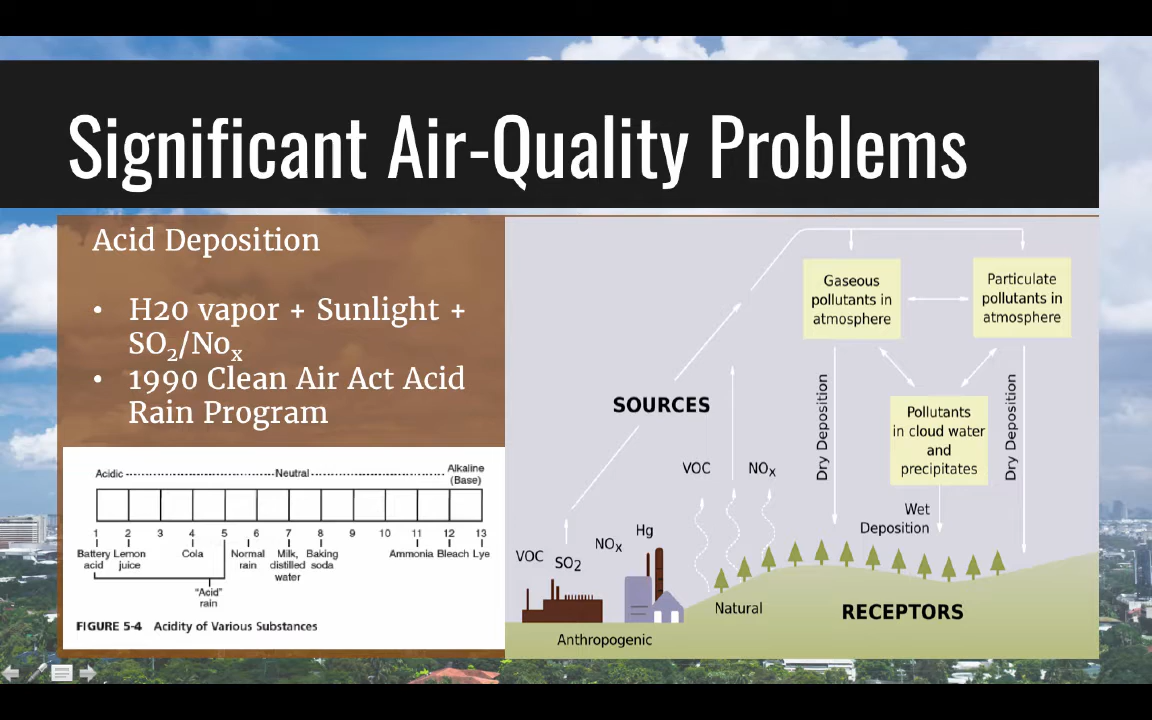 Significant Air-Quality Problems
Acid Deposition
• H20 vapor + Sunlight +
SO₂/Noₓ
• 1990 Clean Air Act Acid
Rain Program
Acidic Neutral Alkaline
(Base)
1 2 3 4 5 6 7 8 9 10 11 12 13
Battery Lemon Cola Normal Milk, Baking Ammonia Bleach Lye
acid juice rain distilled soda
water
"Acid"
rain
FIGURE 5-4 Acidity of Various Substances
Gaseous
pollutants in
atmosphere
Particulate
pollutants in
atmosphere
SOURCES
Dry Deposition
Pollutants
in cloud water
and
precipitates
Dry Deposition
VOC NOₓ
Wet
Deposition
VOC SO₂ NOₓ Hg
Natural
RECEPTORS
Anthropogenic